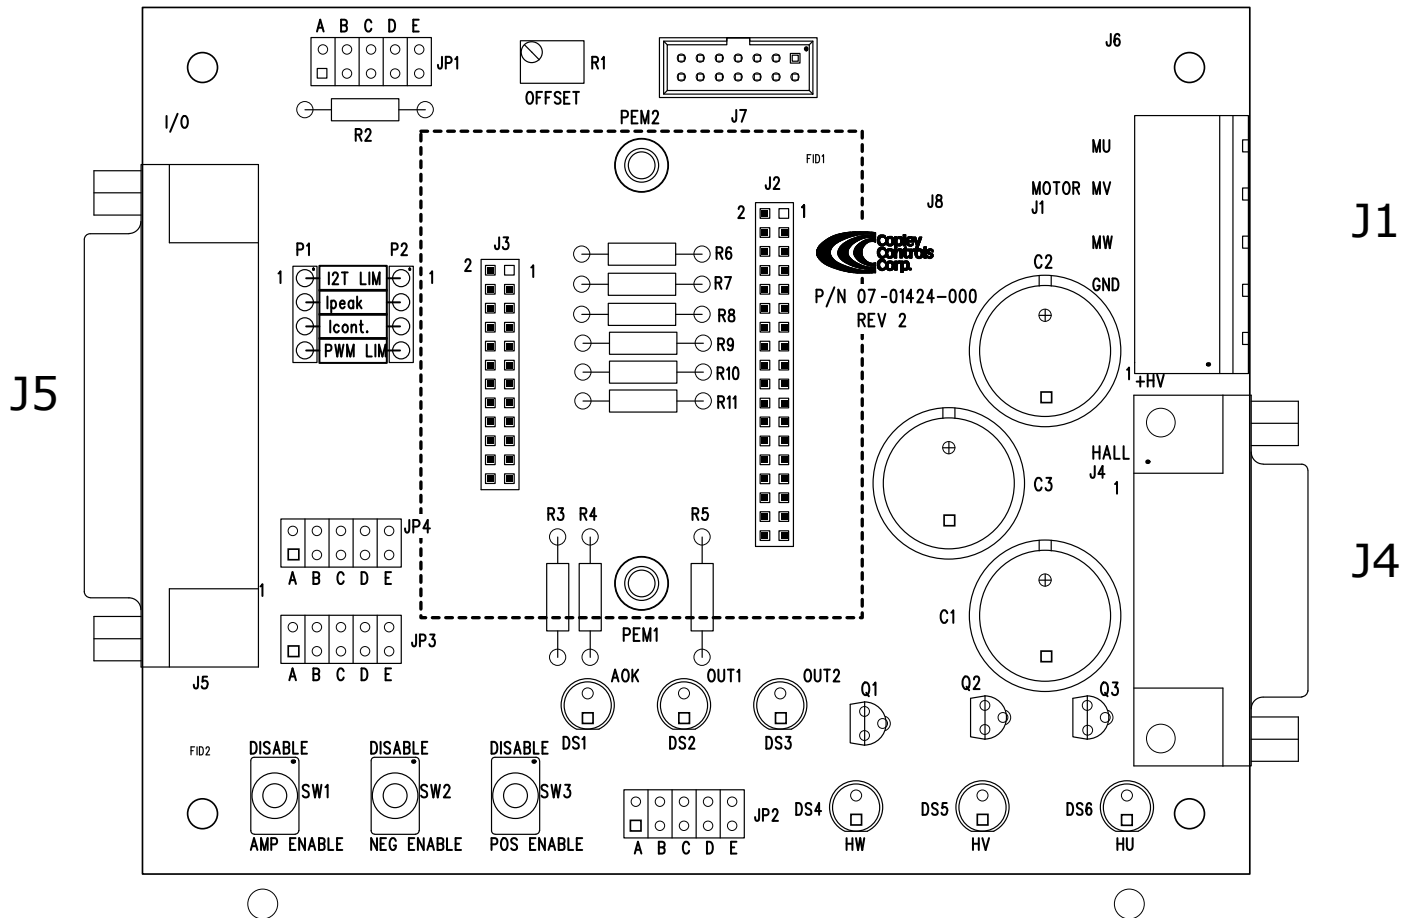 A B C D E
J6
JP1
R1
OFFSET
R2
I/O
PEM2
J7
FID1
MU
MOTOR MV
J1
MW
GND
J1
J2
2 1
J8
Copley
Controls
Corp.
P/N 07-01424-000
REV 2
C2
P1 P2
1 I2T LIM 1
Ipeak
Icont.
PWM LIM
J3
2 1
R6
R7
R8
R9
R10
R11
1
+HV
J5
HALL
J4
1
C3
R3 R4 R5
JP4
A B C D E
J4
1
C1
JP3
A B C D E
PEM1
J5
AOK OUT1 OUT2
Q1 Q2 Q3
DS1 DS2 DS3
FID2
DISABLE DISABLE DISABLE
SW1 SW2 SW3
AMP ENABLE NEG ENABLE POS ENABLE
JP2
A B C D E
DS4 DS5 DS6
HW HV HU